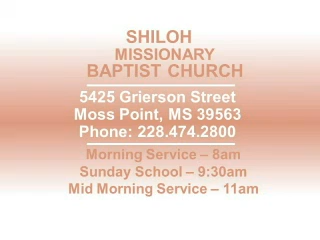 SHILOH
MISSIONARY
BAPTIST CHURCH
5425 Grierson Street
Moss Point, MS 39563
Phone: 228.474.2800
Morning Service – 8am
Sunday School – 9:30am
Mid Morning Service – 11am